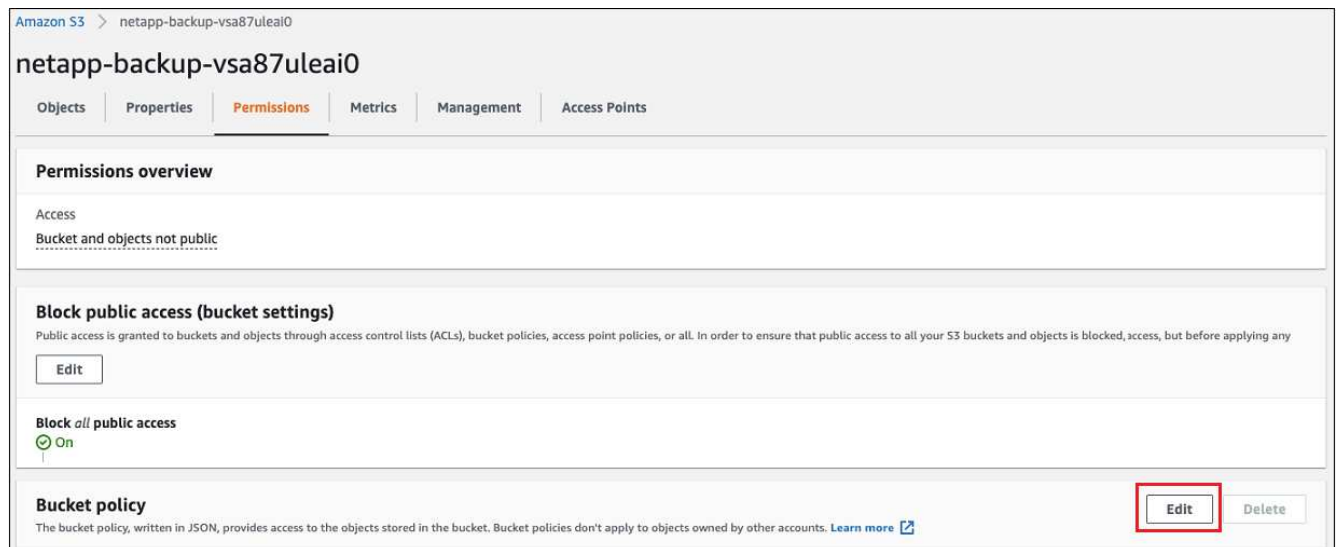 Amazon S3 > netapp-backup-vsa87uleai0
netapp-backup-vsa87uleai0
Objects Properties Permissions Metrics Management Access Points
Permissions overview
Access
Bucket and objects not public
Block public access (bucket settings)
Public access is granted to buckets and objects through access control lists (ACLs), bucket policies, access point policies, or all. In order to ensure that public access to all your S3 buckets and objects is blocked, access, but before applying any
Edit
Block all public access
On
Bucket policy
Edit Delete
The bucket policy, written in JSON, provides access to the objects stored in the bucket. Bucket policies don't apply to objects owned by other accounts. Learn more